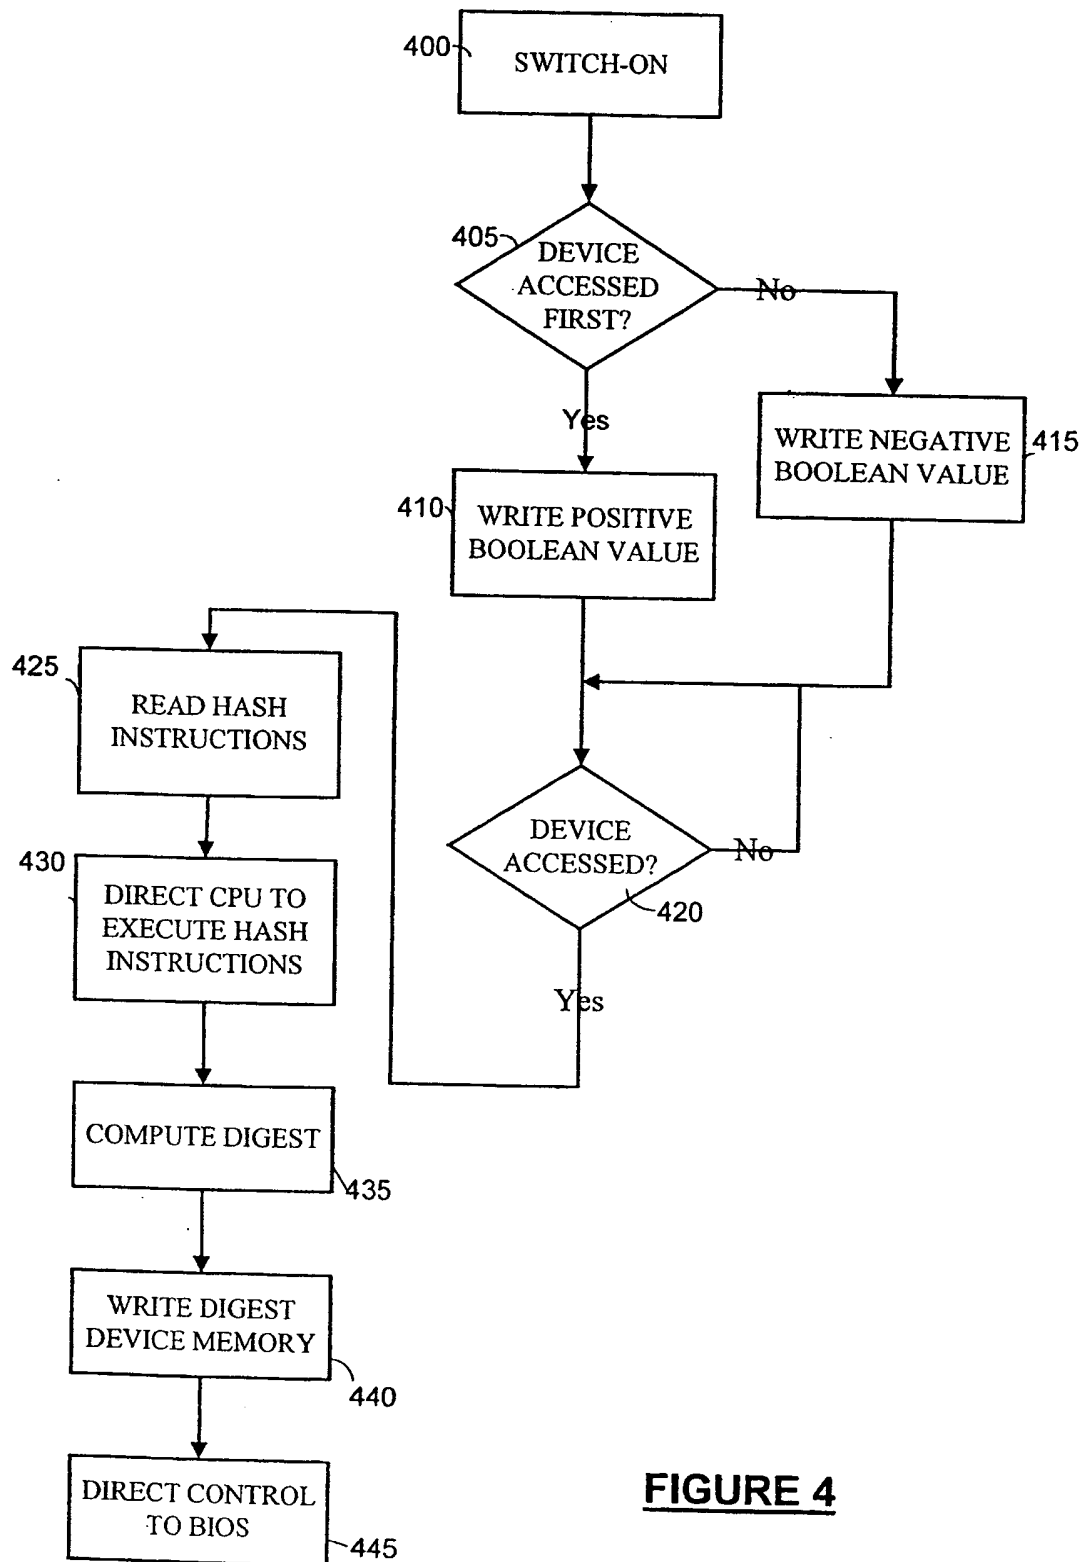 400
SWITCH-ON
405
DEVICE
ACCESSED
FIRST?
No
Yes
WRITE NEGATIVE
BOOLEAN VALUE
415
410
WRITE POSITIVE
BOOLEAN VALUE
DEVICE
ACCESSED?
No
420
Yes
425
READ HASH
INSTRUCTIONS
430
DIRECT CPU TO
EXECUTE HASH
INSTRUCTIONS
COMPUTE DIGEST
435
WRITE DIGEST
DEVICE MEMORY
440
DIRECT CONTROL
TO BIOS
445
FIGURE 4